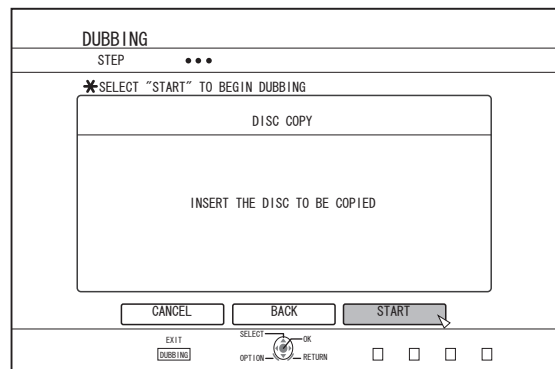 DUBBING
STEP •••
*SELECT "START" TO BEGIN DUBBING
DISC COPY
INSERT THE DISC TO BE COPIED
CANCEL BACK START
EXIT SELECT OK
DUBBING OPTION RETURN